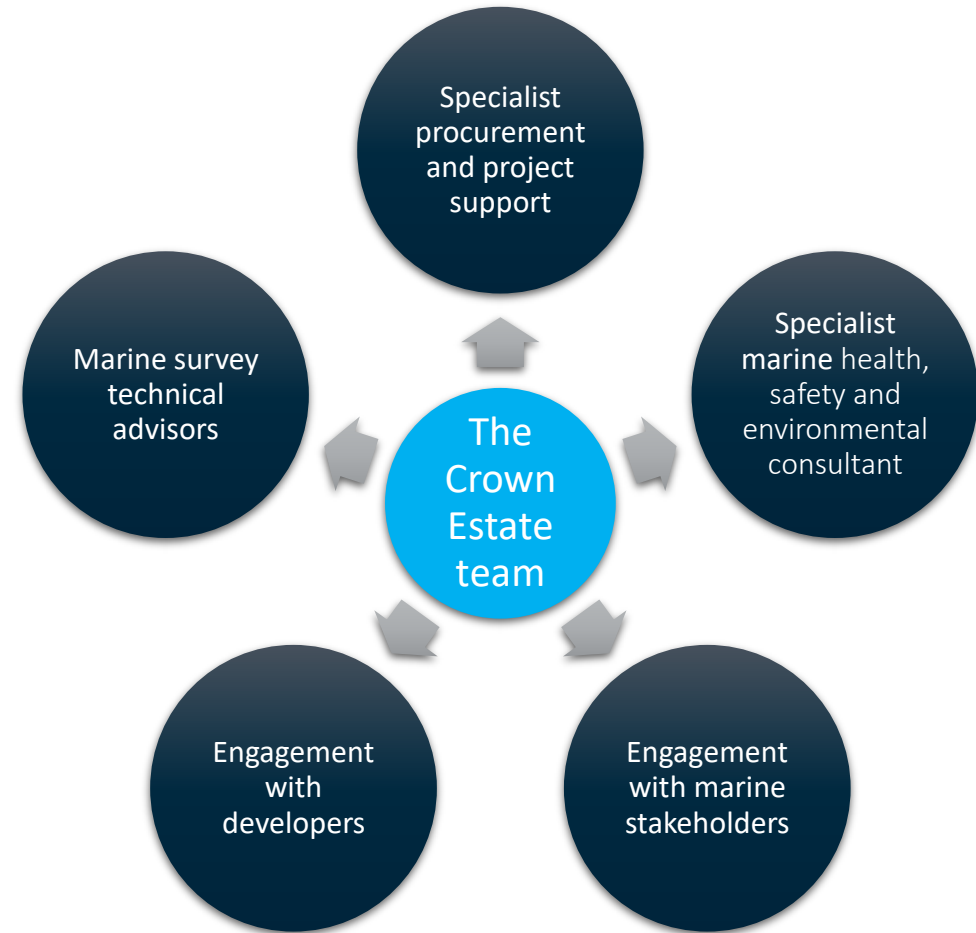 Specialist
procurement
and project
support
Marine survey
technical
advisors
Specialist
marine health,
safety and
environmental
consultant
The
Crown
Estate
team
Engagement
with
developers
Engagement
with marine
stakeholders